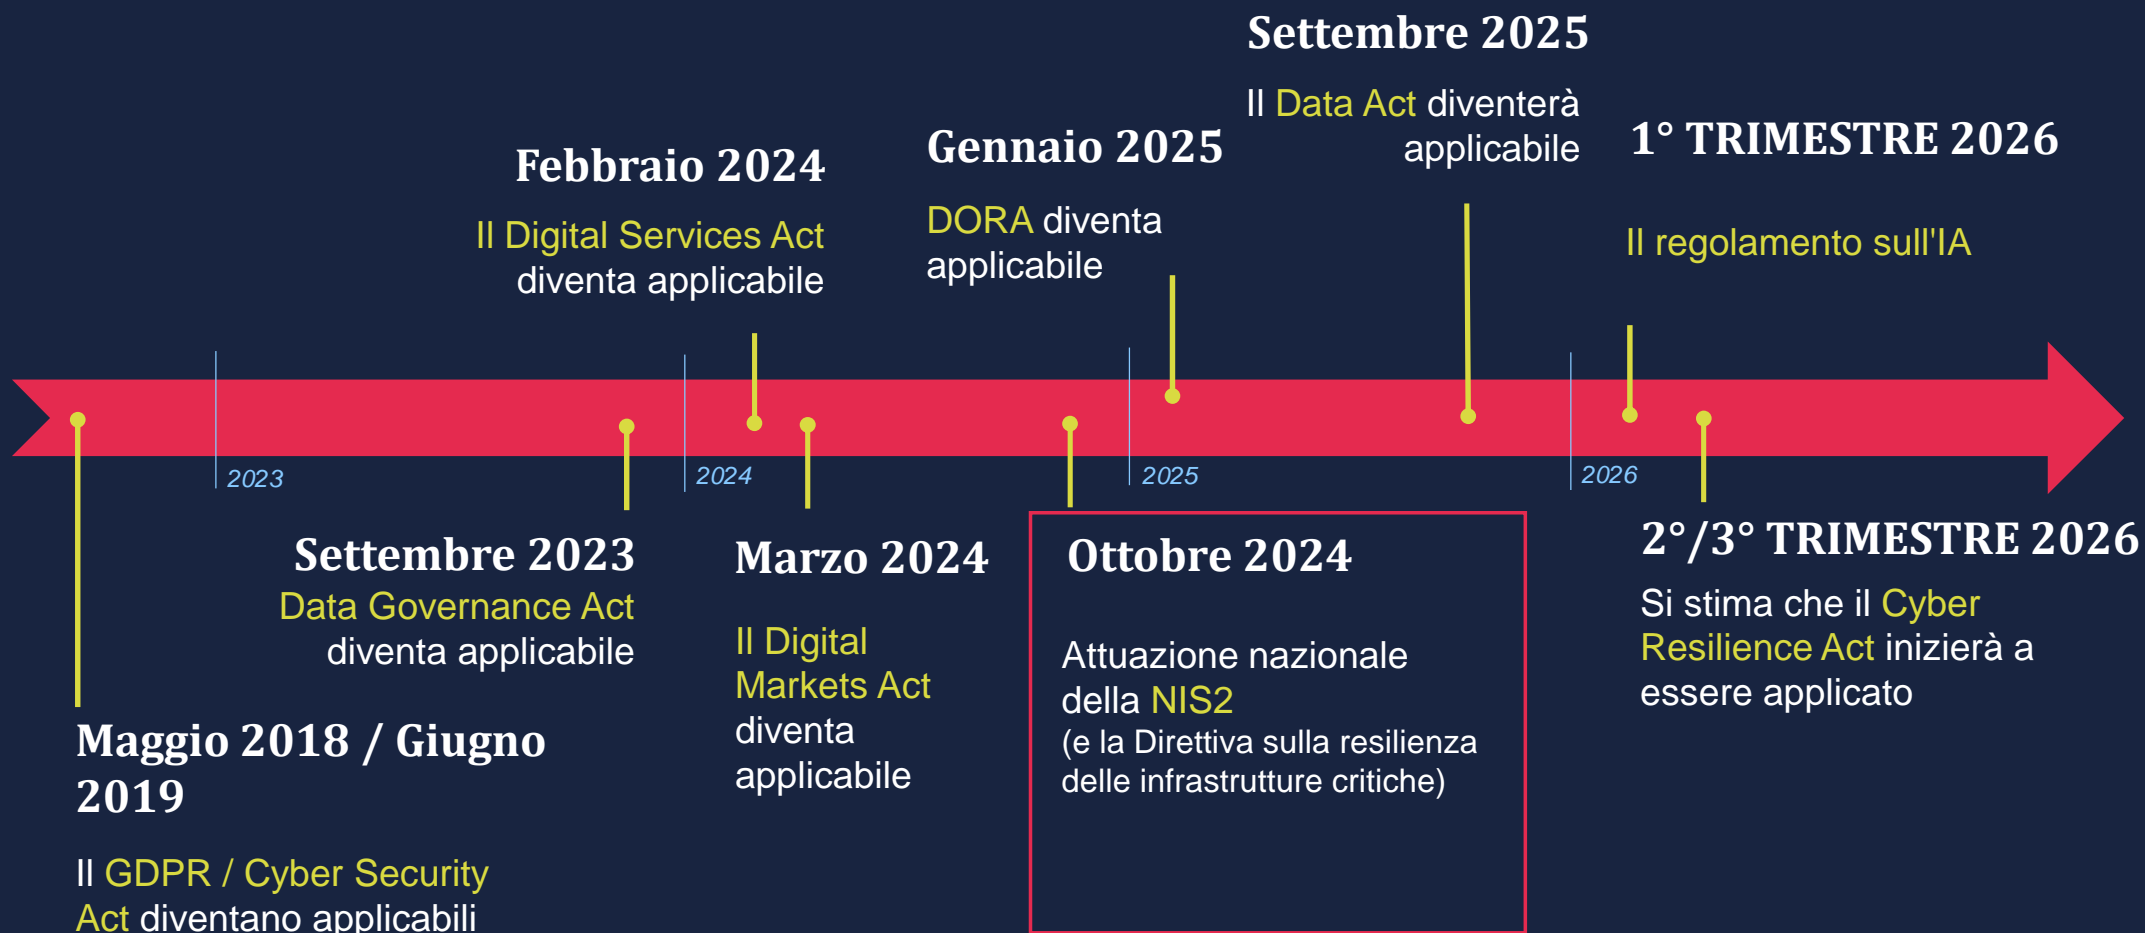 Settembre 2025
Il Data Act diventerà
applicabile
Febbraio 2024
Il Digital Services Act
diventa applicabile
Gennaio 2025
DORA diventa
applicabile
1° TRIMESTRE 2026
Il regolamento sull'IA
2023
2024
2025
2026
Maggio 2018 / Giugno
2019
Il GDPR / Cyber Security
Act diventano applicabili
Settembre 2023
Data Governance Act
diventa applicabile
Marzo 2024
Il Digital
Markets Act
diventa
applicabile
Ottobre 2024
Attuazione nazionale
della NIS2
(e la Direttiva sulla resilienza
delle infrastrutture critiche)
2°/3° TRIMESTRE 2026
Si stima che il Cyber
Resilience Act inizierà a
essere applicato